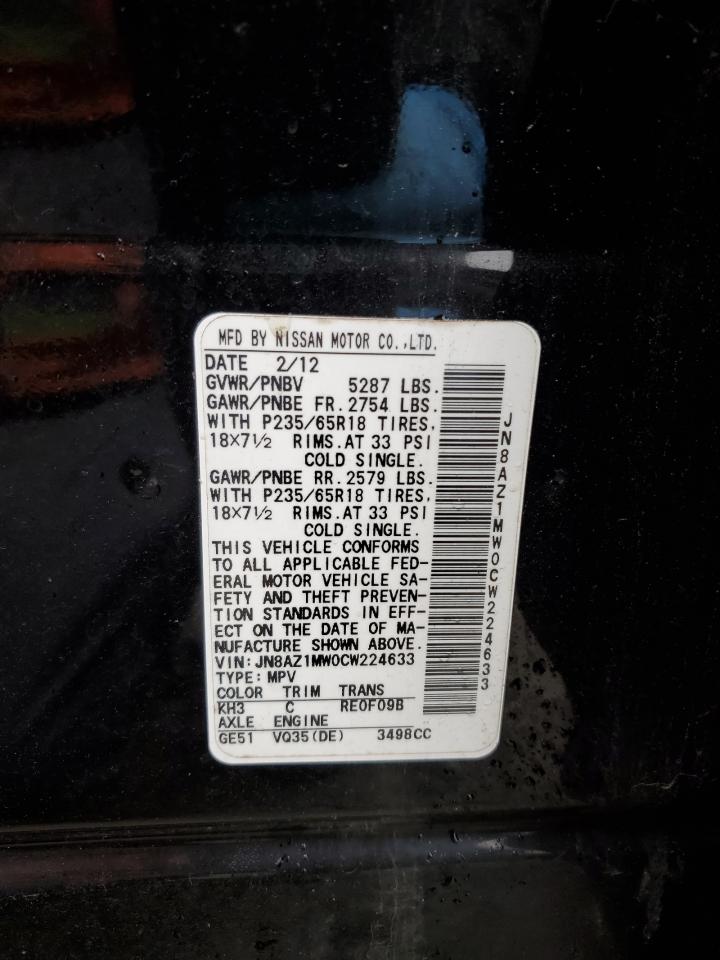 MFD BY NISSAN MOTOR CO.,LTD.
DATE 2/12
GVWR/PNBV 5287 LBS.
GAWR/PNBE FR.2754 LBS.
WITH P235/65R18 TIRES,
18×7½ RIMS.AT 33 PSI
COLD SINGLE.
GAWR/PNBE RR.2579 LBS.
WITH P235/65R18 TIRES,
18×7½ RIMS.AT 33 PSI
COLD SINGLE.
THIS VEHICLE CONFORMS
TO ALL APPLICABLE FED-
ERAL MOTOR VEHICLE SA-
FETY AND THEFT PREVEN-
TION STANDARDS IN EFF-
ECT ON THE DATE OF MA-
NUFACTURE SHOWN ABOVE.
VIN:JN8AZ1MW0CW224633
TYPE:MPV
COLOR TRIM TRANS
KH3 C RE0F09B
AXLE ENGINE
GE51 VQ35(DE) 3498CC
JN8AZ1MW0CW224633